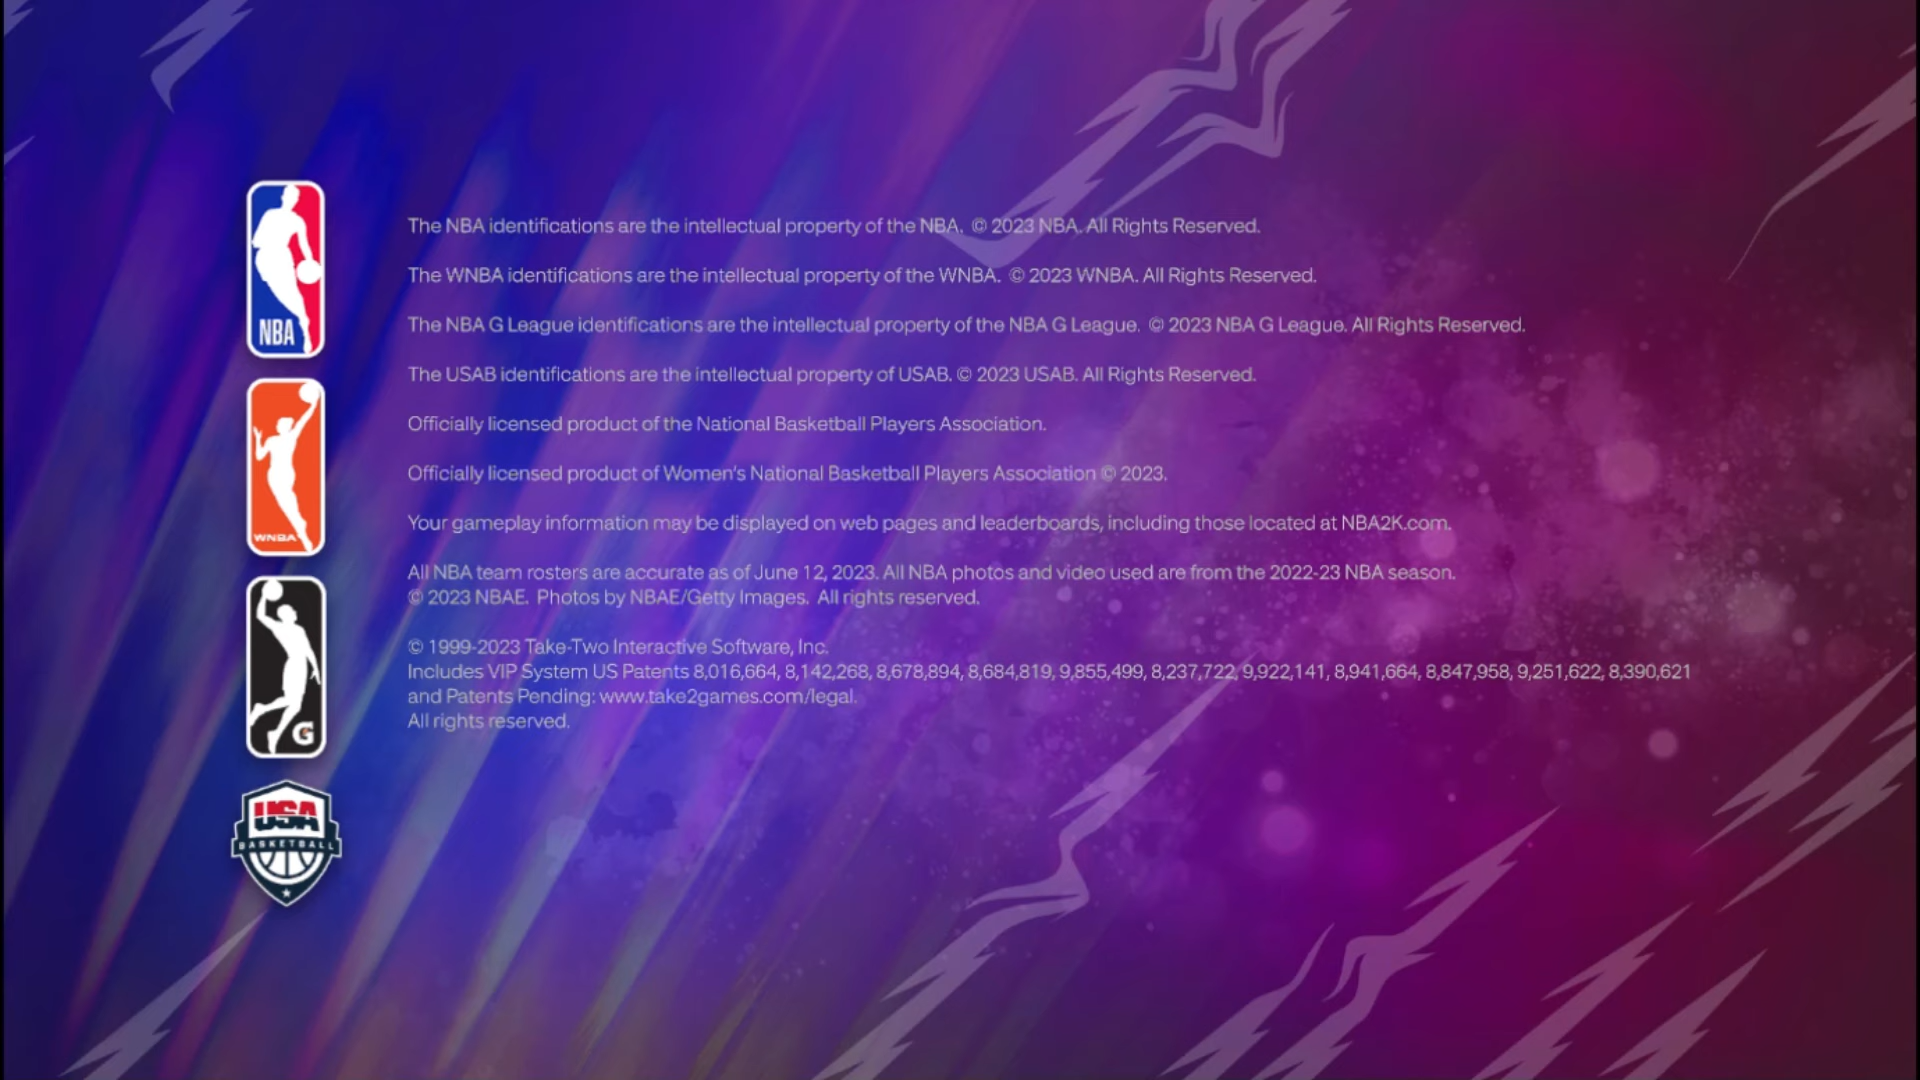 The NBA identifications are the intellectual property of the NBA. © 2023 NBA. All Rights Reserved.
The WNBA identifications are the intellectual property of the WNBA. © 2023 WNBA. All Rights Reserved.
The NBA G League identifications are the intellectual property of the NBA G League. © 2023 NBA G League. All Rights Reserved.
The USAB identifications are the intellectual property of USAB. © 2023 USAB. All Rights Reserved.
Officially licensed product of the National Basketball Players Association.
Officially licensed product of Women's National Basketball Players Association © 2023.
Your gameplay information may be displayed on web pages and leaderboards, including those located at NBA2K.com.
All NBA team rosters are accurate as of June 12, 2023. All NBA photos and video used are from the 2022-23 NBA season.
© 2023 NBAE. Photos by NBAE/Getty Images. All rights reserved.
© 1999-2023 Take-Two Interactive Software, Inc.
Includes VIP System US Patents 8,016,664, 8,142,268, 8,678,894, 8,684,819, 9,855,499, 8,237,722, 9,922,141, 8,941,664, 8,847,958, 9,251,622, 8,390,621
and Patents Pending: www.take2games.com/legal.
All rights reserved.
NBA
WNBA
G
USA
BASKETBALL